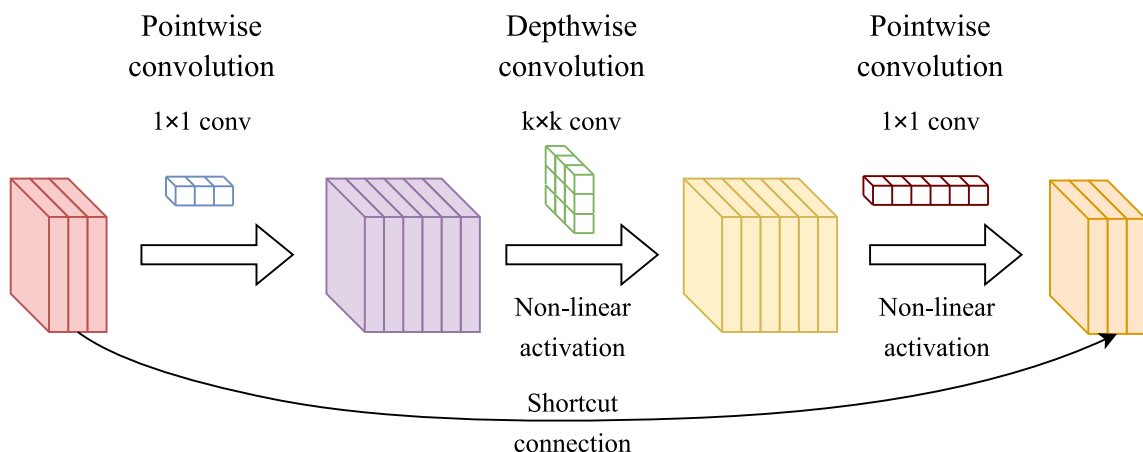 Pointwise
convolution
1×1 conv
Depthwise
convolution
k×k conv
Non-linear
activation
Pointwise
convolution
1×1 conv
Non-linear
activation
Shortcut
connection